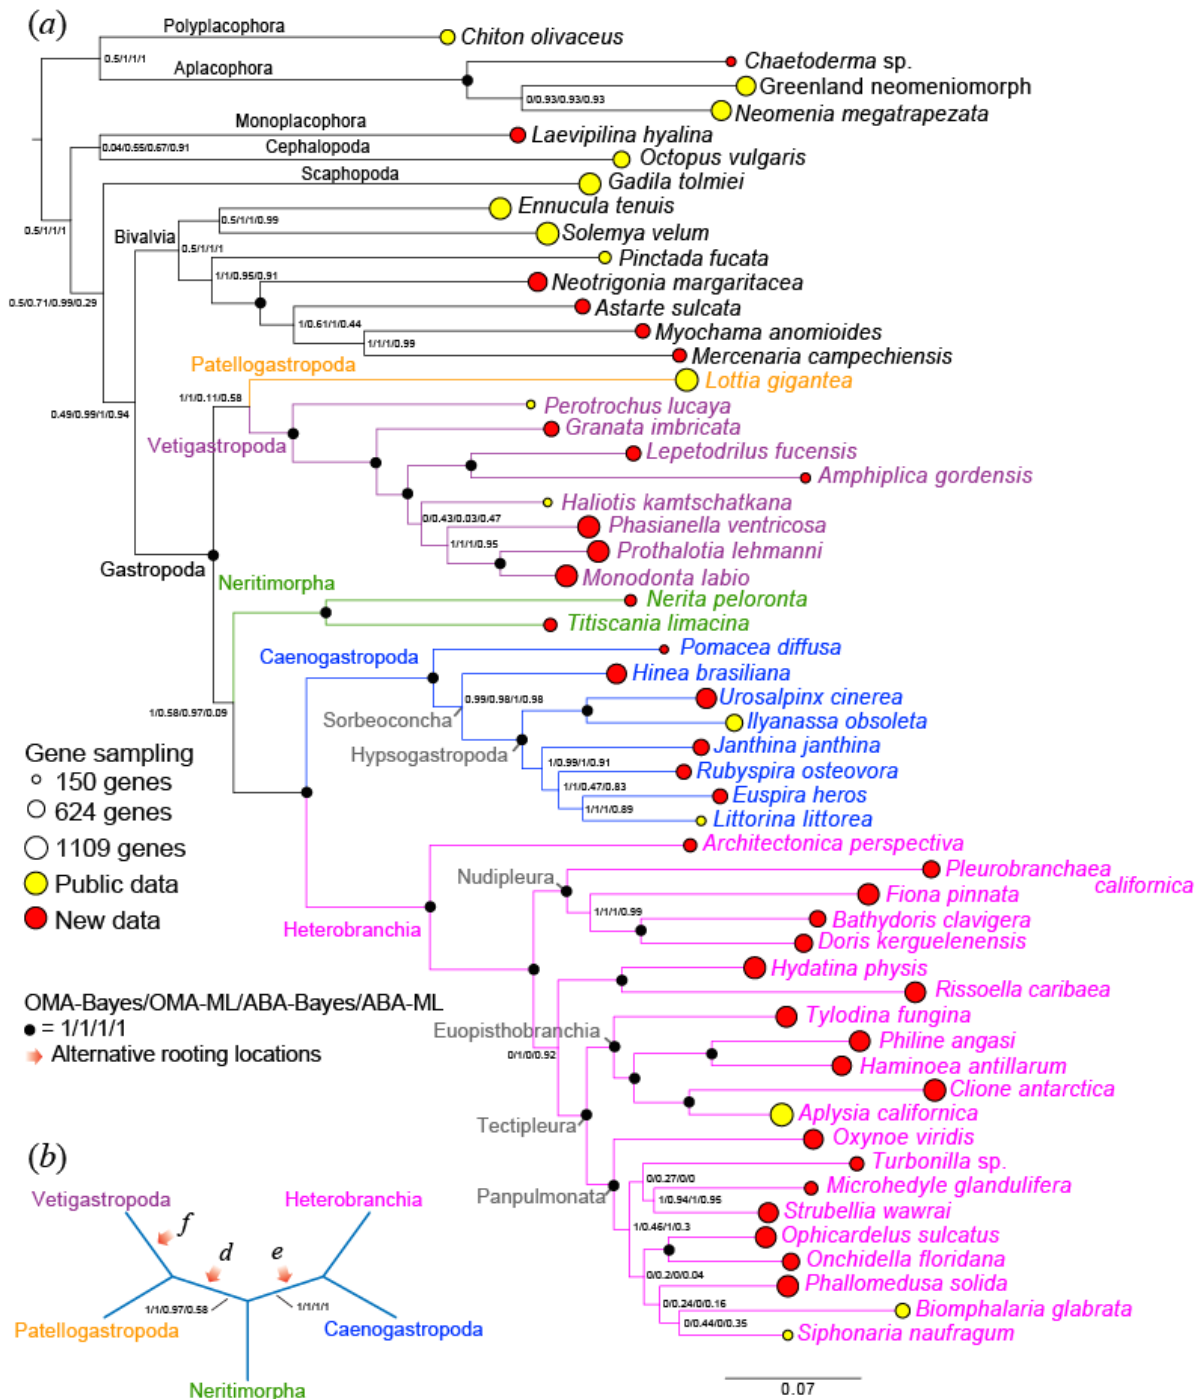 (a)
Polyplacophora
Chiton olivaceus
0.5/1/1/1
Aplacophora
Chaetoderma sp.
Greenland neomeniomorph
0/0.93/0.93/0.93
Neomenia megatrapezata
Monoplacophora
Laevipilina hyalina
0.04/0.55/0.67/0.91
Cephalopoda
Octopus vulgaris
Scaphopoda
Gadila tolmiei
Ennucula tenuis
0.5/1/1/0.99
0.5/1/1/1
Bivalvia
Solemya velum
0.5/1/1/1
Pinctada fucata
1/1/0.95/0.91
Neotrigonia margaritacea
0.5/0.71/0.99/0.29
Astarte sulcata
1/0.61/1/0.44
Myochama anomioides
1/1/1/0.99
Mercenaria campechiensis
Patellogastropoda
Lottia gigantea
1/1/0.11/0.58
0.49/0.99/1/0.94
Perotrochus lucaya
Granata imbricata
Vetigastropoda
Lepetodrilus fucensis
Amphiplica gordensis
Haliotis kamtschatkana
0/0.43/0.03/0.47
Phasianella ventricosa
1/1/1/0.95
Prothalotia lehmanni
Gastropoda
Monodonta labio
Neritimorpha
Nerita peloronta
Titiscania limacina
Caenogastropoda
Pomacea diffusa
Hinea brasiliana
0.99/0.98/1/0.98
Urosalpinx cinerea
1/0.58/0.97/0.09
Sorbeoconcha
Ilyanassa obsoleta
Hypsogastropoda
Janthina janthina
1/0.99/1/0.91
Rubyspira osteovora
1/1/0.47/0.83
Euspira heros
1/1/1/0.89
Littorina littorea
Gene sampling
150 genes
624 genes
1109 genes
Public data
New data
Architectonica perspectiva
Nudipleura
Pleurobranchaea
californica
Fiona pinnata
1/1/1/0.99
Bathydoris clavigera
Heterobranchia
Doris kerguelenensis
Hydatina physis
Rissoella caribaea
OMA-Bayes/OMA-ML/ABA-Bayes/ABA-ML
= 1/1/1/1
Alternative rooting locations
Tylodina fungina
Euopisthobranchia
Philine angasi
0/1/0/0.92
Haminoea antillarum
Clione antarctica
Aplysia californica
Tectipleura
Oxynoe viridis
Turbonilla sp.
0/0.27/0/0
Microhedyle glandulifera
Panpulmonata
1/0.94/1/0.95
Strubellia wawrai
1/0.46/1/0.3
Ophicardelus sulcatus
Onchidella floridana
0/0.2/0/0.04
Phallomedusa solida
0/0.24/0/0.16
Biomphalaria glabrata
0/0.44/0/0.35
Siphonaria naufragum
0.07
(b)
Vetigastropoda
Heterobranchia
f
d
e
1/1/0.97/0.58
1/1/1/1
Patellogastropoda
Caenogastropoda
Neritimorpha